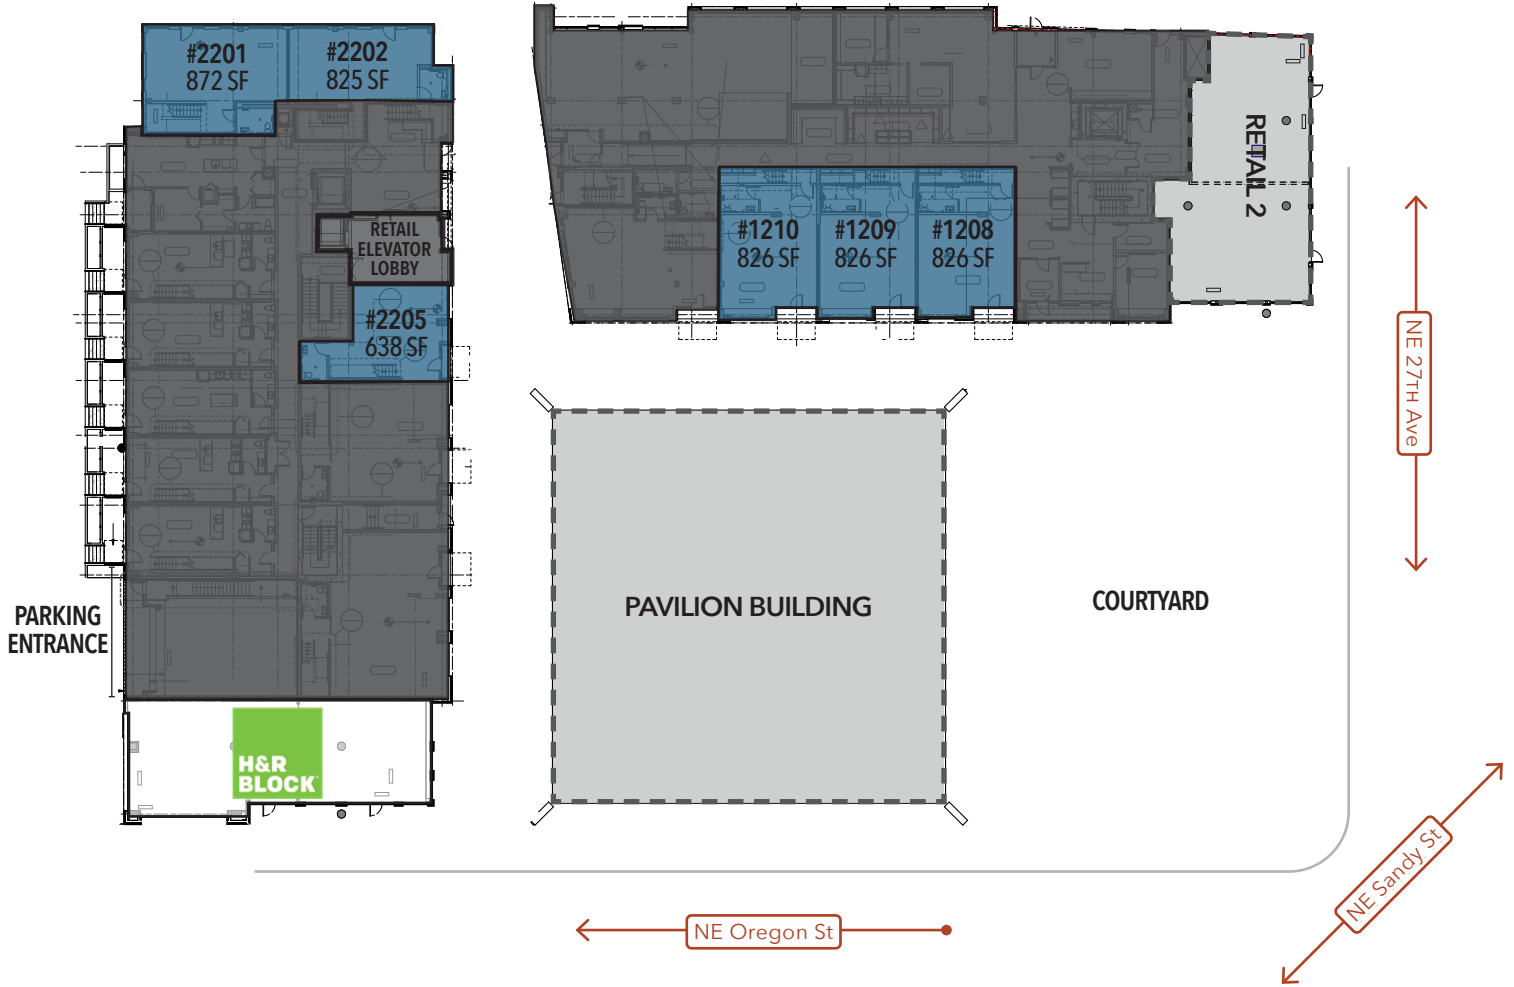 #2201
872 SF
#2202
825 SF
RETAIL
ELEVATOR
LOBBY
#2205
638 SF
#1210
826 SF
#1209
826 SF
#1208
826 SF
RETAIL 2
NE 27TH Ave
PARKING
ENTRANCE
PAVILION BUILDING
COURTYARD
H&R
BLOCK
NE Oregon St
NE Sandy St